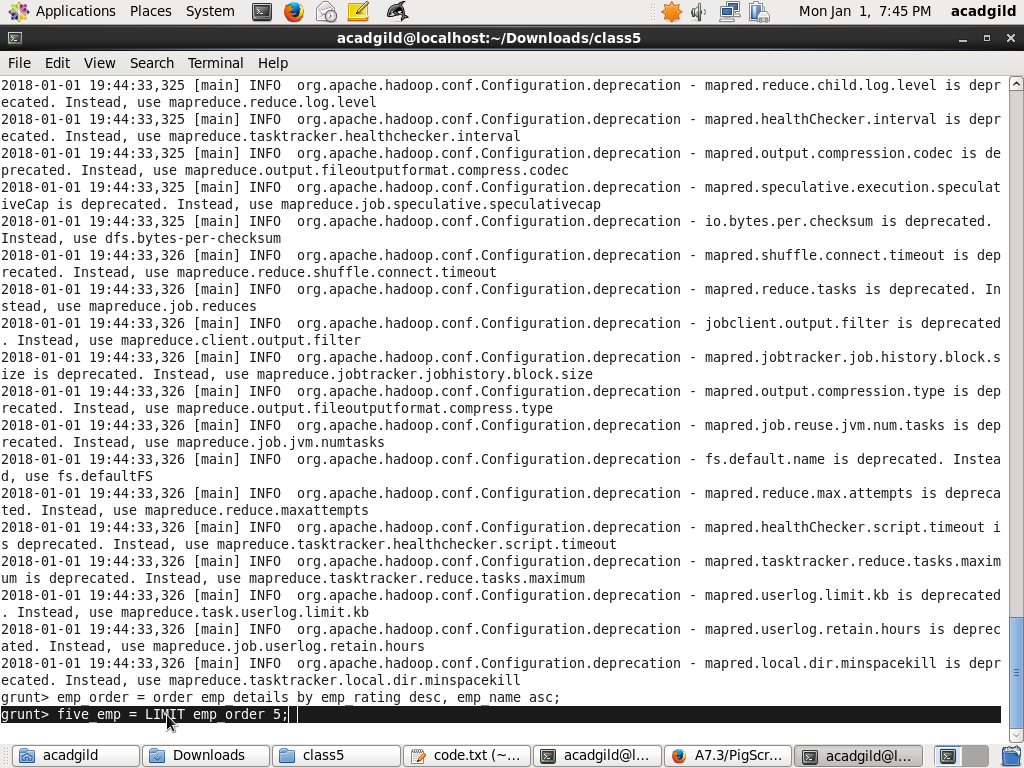 Applications Places System Mon Jan 1, 7:45 PM acadgild
acadgild@localhost:~/Downloads/class5
File Edit View Search Terminal Help
2018-01-01 19:44:33,325 [main] INFO  org.apache.hadoop.conf.Configuration.deprecation - mapred.reduce.child.log.level is depr
ecated. Instead, use mapreduce.reduce.log.level
2018-01-01 19:44:33,325 [main] INFO  org.apache.hadoop.conf.Configuration.deprecation - mapred.healthChecker.interval is depr
ecated. Instead, use mapreduce.tasktracker.healthchecker.interval
2018-01-01 19:44:33,325 [main] INFO  org.apache.hadoop.conf.Configuration.deprecation - mapred.output.compression.codec is de
precated. Instead, use mapreduce.output.fileoutputformat.compress.codec
2018-01-01 19:44:33,325 [main] INFO  org.apache.hadoop.conf.Configuration.deprecation - mapred.speculative.execution.speculat
iveCap is deprecated. Instead, use mapreduce.job.speculative.speculativecap
2018-01-01 19:44:33,325 [main] INFO  org.apache.hadoop.conf.Configuration.deprecation - io.bytes.per.checksum is deprecated.
Instead, use dfs.bytes-per-checksum
2018-01-01 19:44:33,326 [main] INFO  org.apache.hadoop.conf.Configuration.deprecation - mapred.shuffle.connect.timeout is dep
recated. Instead, use mapreduce.reduce.shuffle.connect.timeout
2018-01-01 19:44:33,326 [main] INFO  org.apache.hadoop.conf.Configuration.deprecation - mapred.reduce.tasks is deprecated. In
stead, use mapreduce.job.reduces
2018-01-01 19:44:33,326 [main] INFO  org.apache.hadoop.conf.Configuration.deprecation - jobclient.output.filter is deprecated
. Instead, use mapreduce.client.output.filter
2018-01-01 19:44:33,326 [main] INFO  org.apache.hadoop.conf.Configuration.deprecation - mapred.jobtracker.job.history.block.s
ize is deprecated. Instead, use mapreduce.jobtracker.jobhistory.block.size
2018-01-01 19:44:33,326 [main] INFO  org.apache.hadoop.conf.Configuration.deprecation - mapred.output.compression.type is dep
recated. Instead, use mapreduce.output.fileoutputformat.compress.type
2018-01-01 19:44:33,326 [main] INFO  org.apache.hadoop.conf.Configuration.deprecation - mapred.job.reuse.jvm.num.tasks is dep
recated. Instead, use mapreduce.job.jvm.numtasks
2018-01-01 19:44:33,326 [main] INFO  org.apache.hadoop.conf.Configuration.deprecation - fs.default.name is deprecated. Instea
d, use fs.defaultFS
2018-01-01 19:44:33,326 [main] INFO  org.apache.hadoop.conf.Configuration.deprecation - mapred.reduce.max.attempts is depreca
ted. Instead, use mapreduce.reduce.maxattempts
2018-01-01 19:44:33,326 [main] INFO  org.apache.hadoop.conf.Configuration.deprecation - mapred.healthChecker.script.timeout i
s deprecated. Instead, use mapreduce.tasktracker.healthchecker.script.timeout
2018-01-01 19:44:33,326 [main] INFO  org.apache.hadoop.conf.Configuration.deprecation - mapred.tasktracker.reduce.tasks.maxim
um is deprecated. Instead, use mapreduce.tasktracker.reduce.tasks.maximum
2018-01-01 19:44:33,326 [main] INFO  org.apache.hadoop.conf.Configuration.deprecation - mapred.userlog.limit.kb is deprecated
. Instead, use mapreduce.task.userlog.limit.kb
2018-01-01 19:44:33,326 [main] INFO  org.apache.hadoop.conf.Configuration.deprecation - mapred.userlog.retain.hours is deprec
ated. Instead, use mapreduce.job.userlog.retain.hours
2018-01-01 19:44:33,326 [main] INFO  org.apache.hadoop.conf.Configuration.deprecation - mapred.local.dir.minspacekill is depr
ecated. Instead, use mapreduce.tasktracker.local.dir.minspacekill
grunt> emp_order = order emp_details by emp_rating desc, emp_name asc;
grunt> five_emp = LIMIT emp_order 5;
acadgild Downloads class5 code.txt (~... acadgild@l... A7.3/PigScr... acadgild@l...